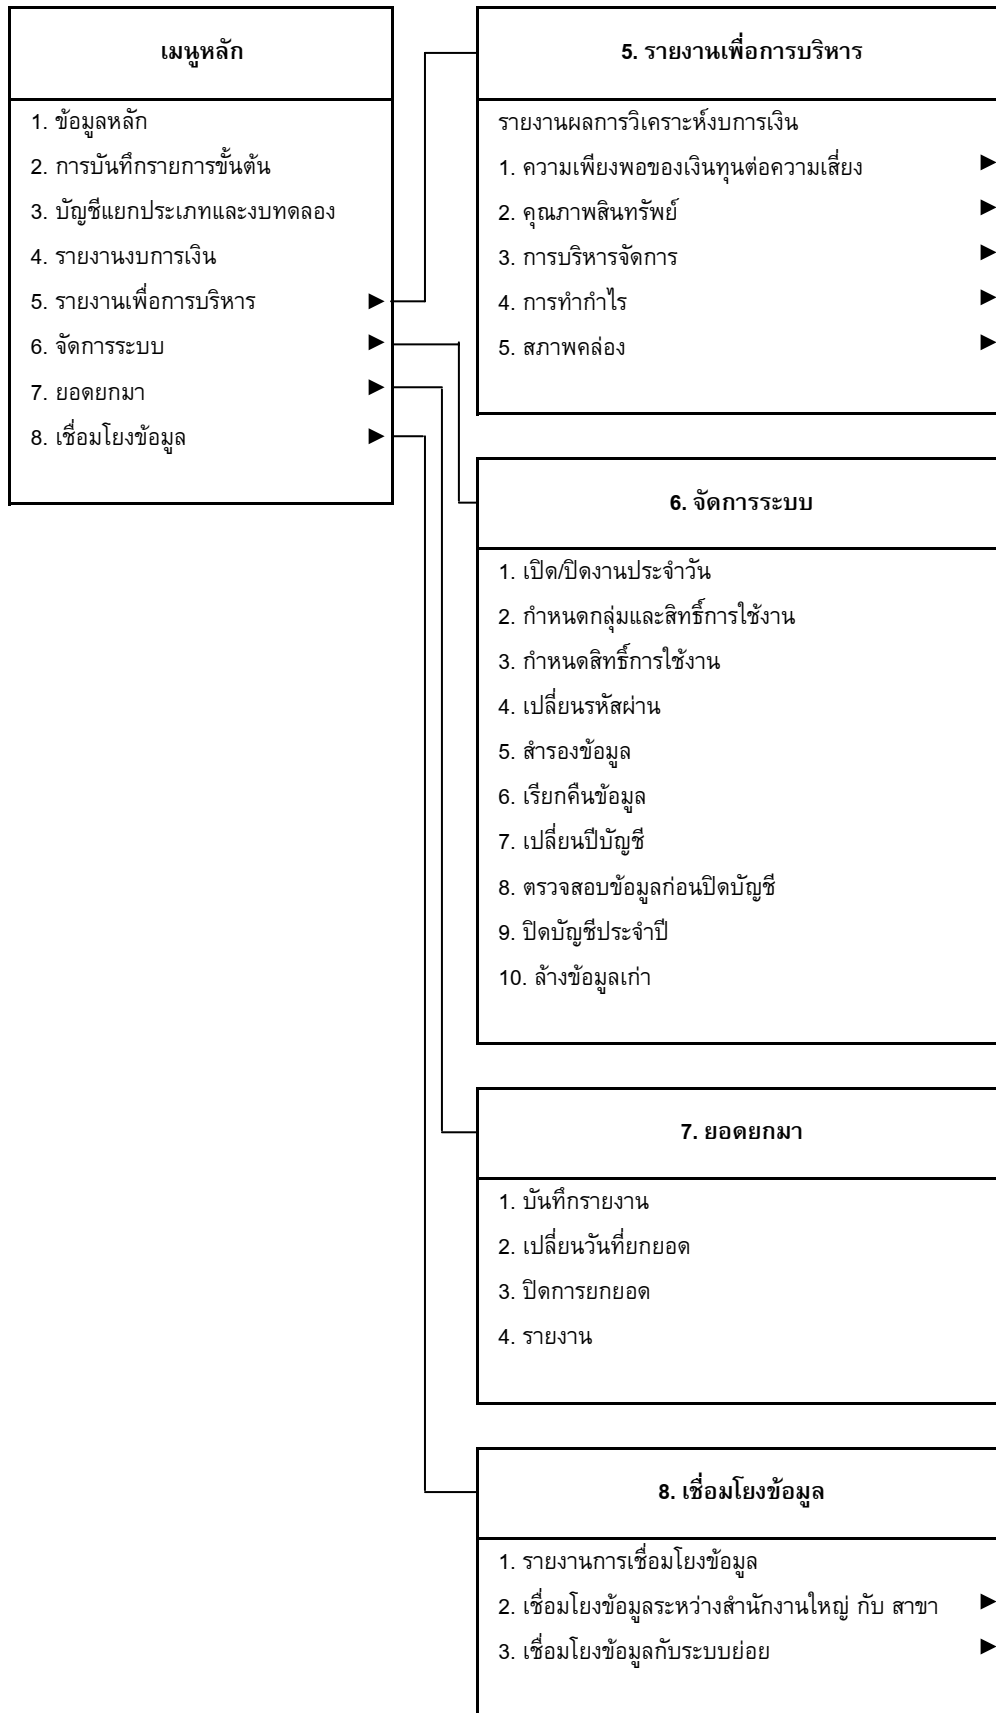 เมนูหลัก
1. ข้อมูลหลัก
2. การบันทึกรายการขั้นต้น
3. บัญชีแยกประเภทและงบทดลอง
4. รายงานงบการเงิน
5. รายงานเพื่อการบริหาร
6. จัดการระบบ
7. ยอดยกมา
8. เชื่อมโยงข้อมูล
5. รายงานเพื่อการบริหาร
รายงานผลการวิเคราะห์งบการเงิน
1. ความเพียงพอของเงินทุนต่อความเสี่ยง
2. คุณภาพสินทรัพย์
3. การบริหารจัดการ
4. การทำกำไร
5. สภาพคล่อง
6. จัดการระบบ
1. เปิด/ปิดงานประจำวัน
2. กำหนดกลุ่มและสิทธิ์การใช้งาน
3. กำหนดสิทธิ์การใช้งาน
4. เปลี่ยนรหัสผ่าน
5. สำรองข้อมูล
6. เรียกคืนข้อมูล
7. เปลี่ยนปีบัญชี
8. ตรวจสอบข้อมูลก่อนปิดบัญชี
9. ปิดบัญชีประจำปี
10. ล้างข้อมูลเก่า
7. ยอดยกมา
1. บันทึกรายงาน
2. เปลี่ยนวันที่ยกยอด
3. ปิดการยกยอด
4. รายงาน
8. เชื่อมโยงข้อมูล
1. รายงานการเชื่อมโยงข้อมูล
2. เชื่อมโยงข้อมูลระหว่างสำนักงานใหญ่ กับ สาขา
3. เชื่อมโยงข้อมูลกับระบบย่อย